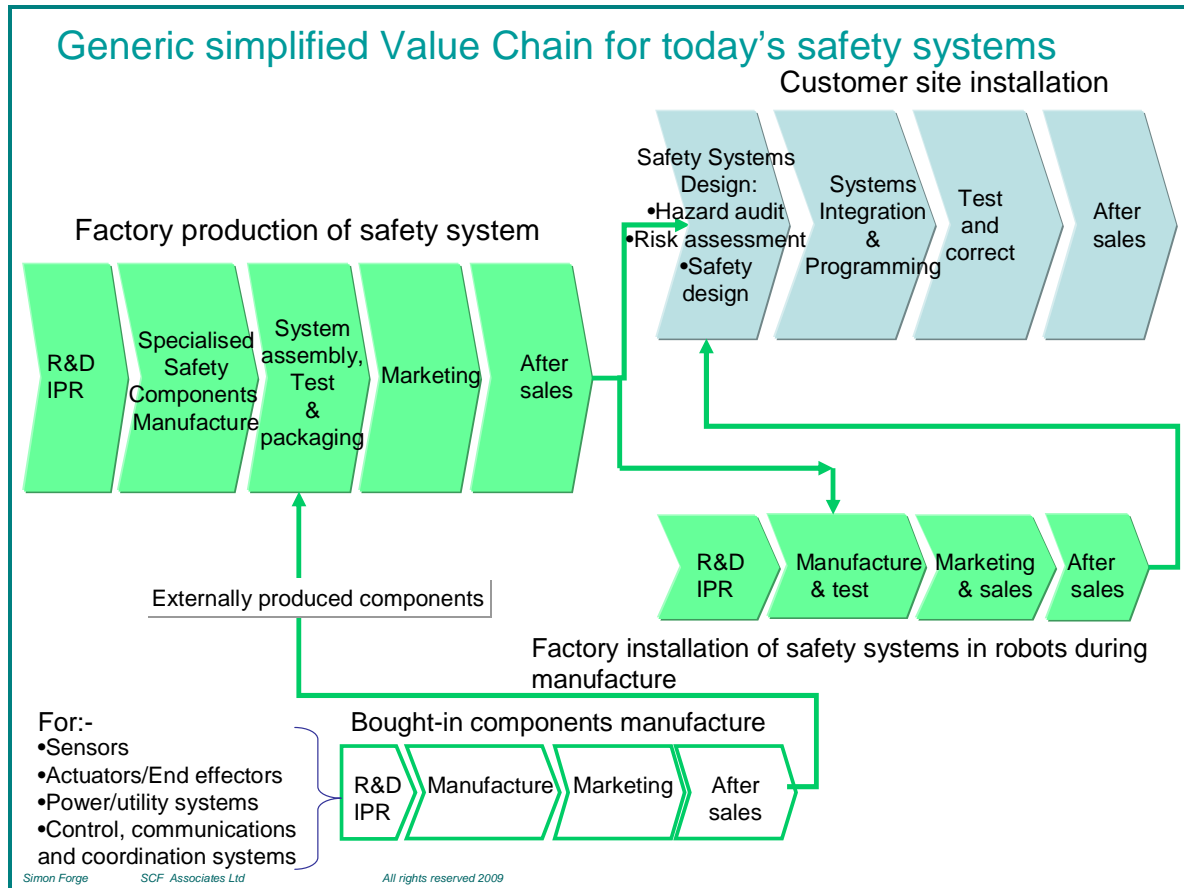 Generic simplified Value Chain for today's safety systems
Customer site installation
Safety Systems
Design:
•Hazard audit
•Risk assessment
•Safety
design
Systems
Integration
&
Programming
Test
and
correct
After
sales
Factory production of safety system
R&D
IPR
Specialised
Safety
Components
Manufacture
System
assembly,
Test
&
packaging
Marketing
After
sales
R&D
IPR
Manufacture
& test
Marketing
& sales
After
sales
Externally produced components
Factory installation of safety systems in robots during
manufacture
For:-
•Sensors
•Actuators/End effectors
•Power/utility systems
•Control, communications
and coordination systems
Bought-in components manufacture
R&D
IPR
Manufacture
Marketing
After
sales
Simon Forge SCF Associates Ltd All rights reserved 2009